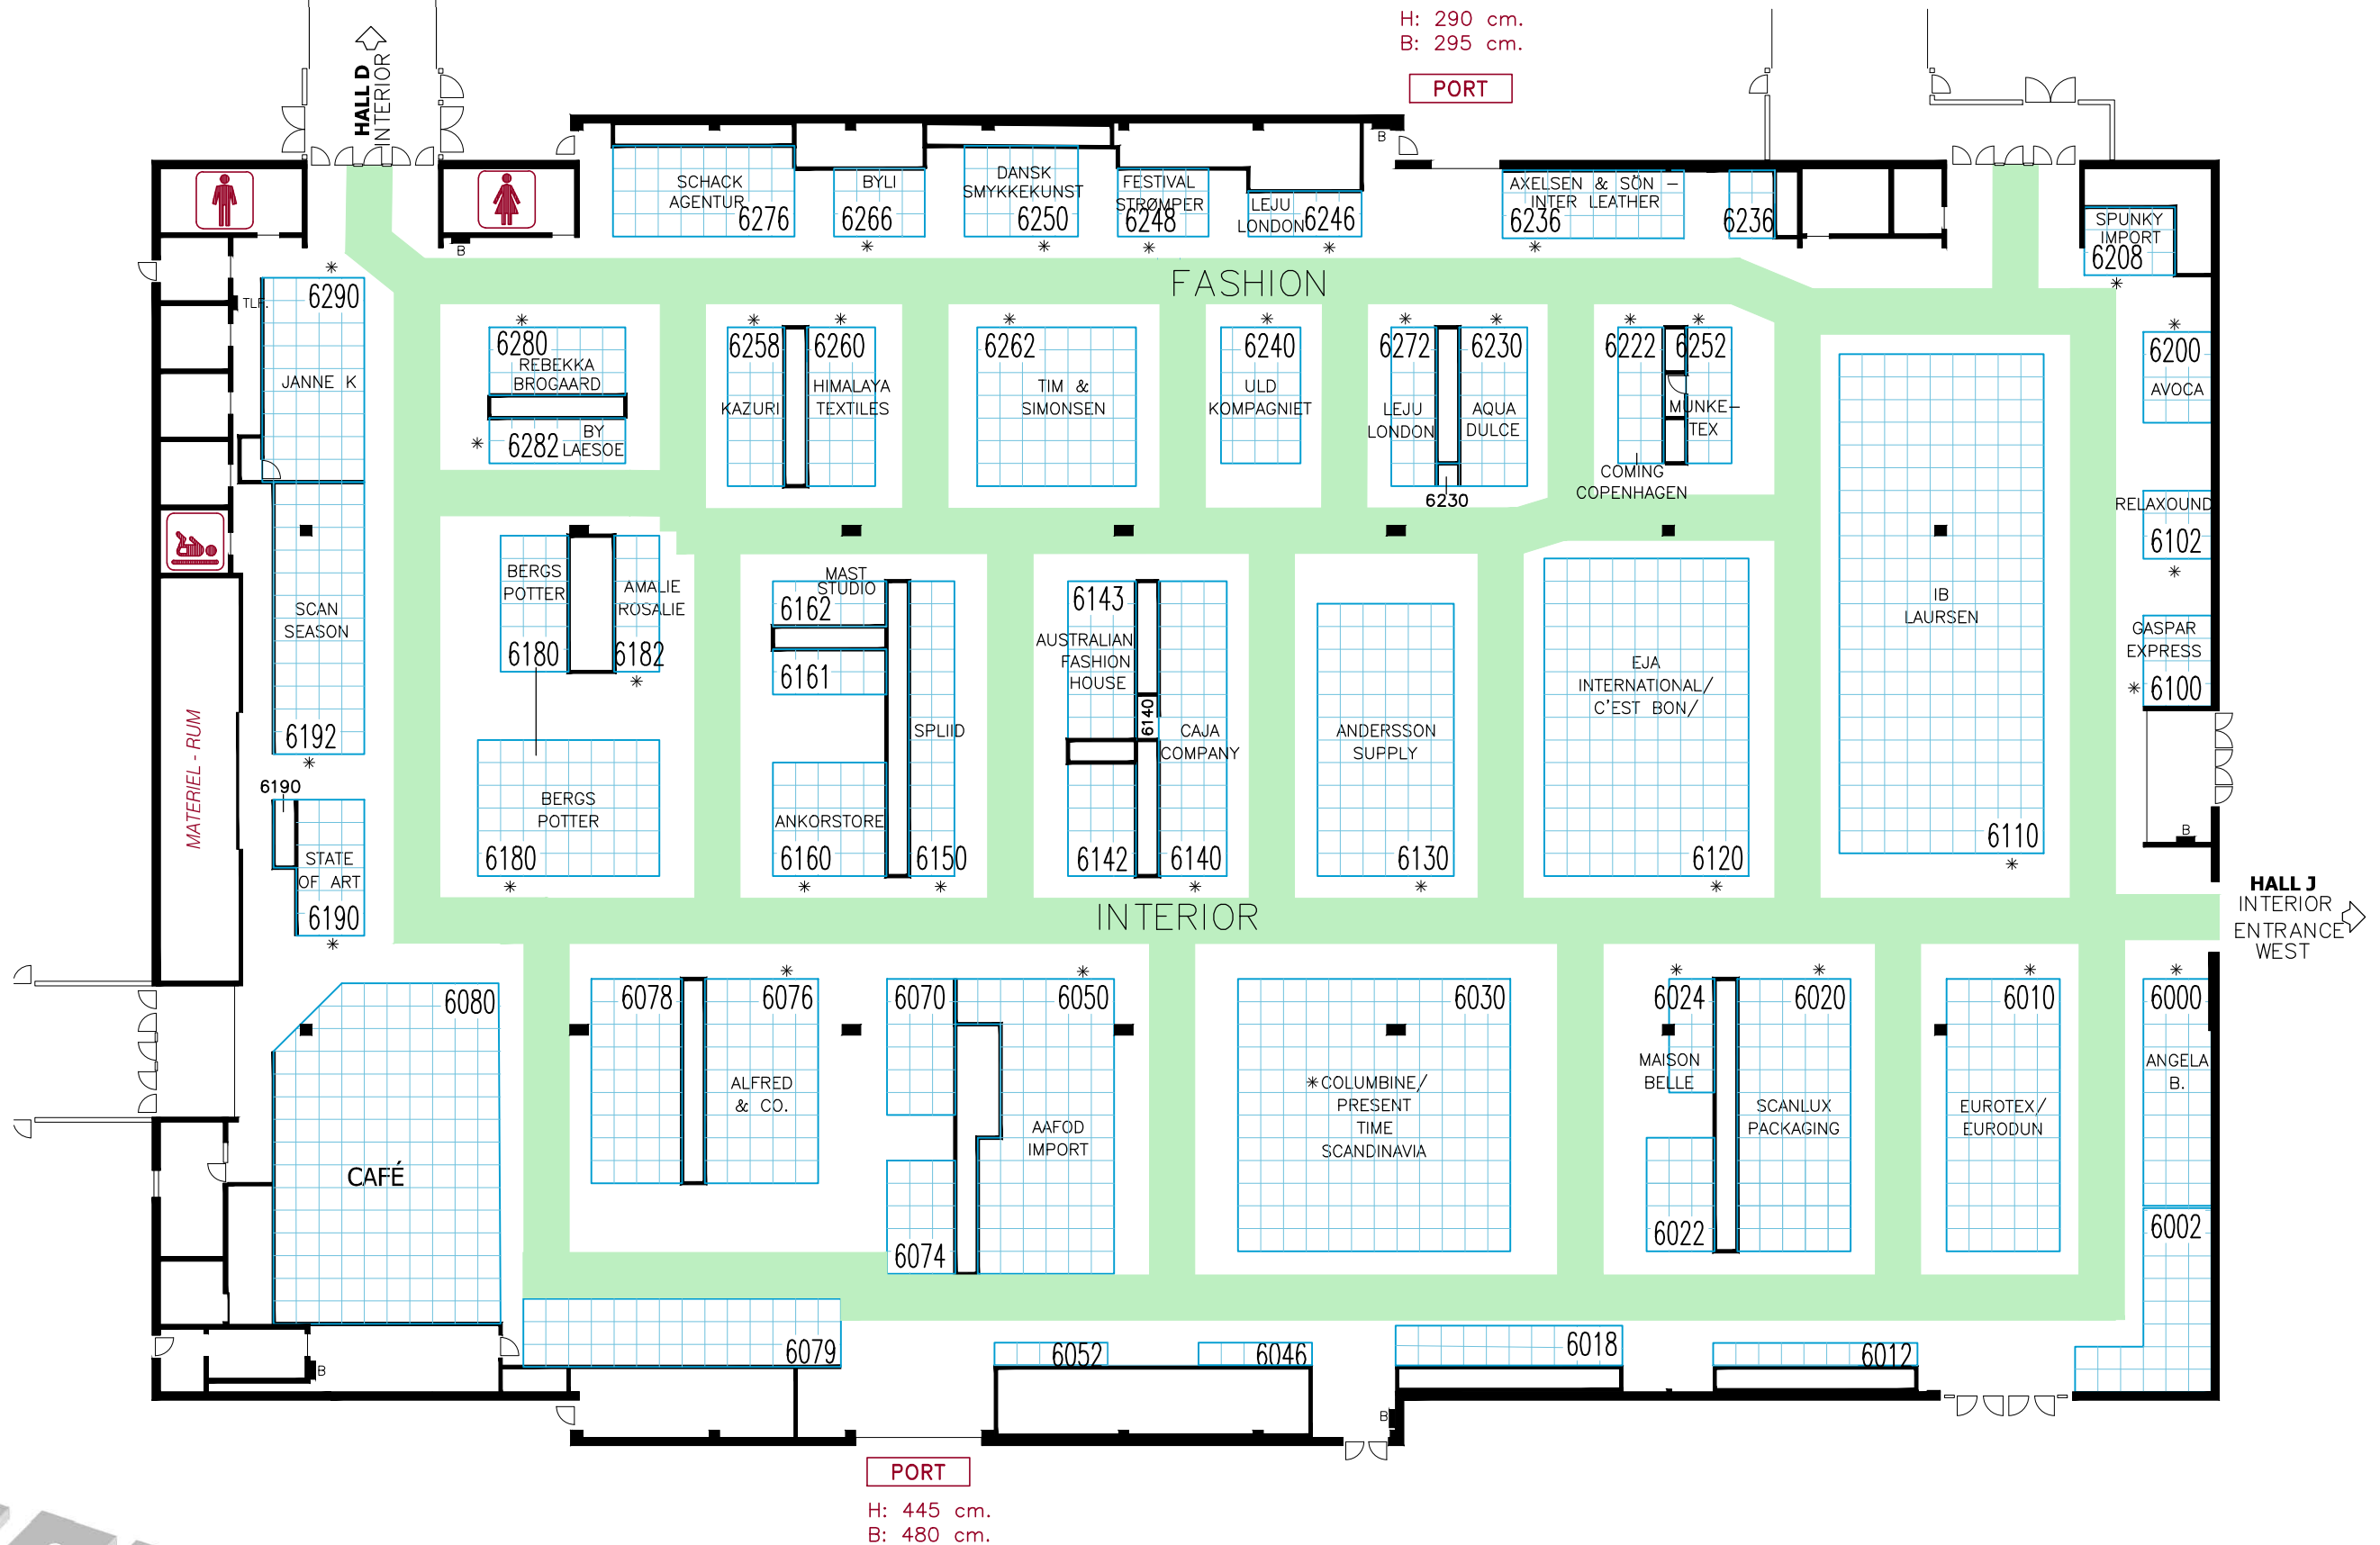 H: 290 cm.
B: 295 cm.
PORT
HALL D
INTERIOR
B
B
TLF.
SCHACK
AGENTUR
6276
BYLI
6266
*
DANSK
SMYKKEKUNST
6250
*
FESTIVAL
STRØMPER
6248
*
LEJU
LONDON
6246
*
AXELSEN & SÖN –
INTER LEATHER
6236
*
6236
SPUNKY
IMPORT
6208
*
FASHION
*
6290
JANNE K
*
6280
REBEKKA
BROGAARD
*
6282
BY
LAESOE
*
6258
KAZURI
*
6260
HIMALAYA
TEXTILES
*
6262
TIM &
SIMONSEN
*
6240
ULD
KOMPAGNIET
*
6272
LEJU
LONDON
*
6230
AQUA
DULCE
6230
*
6222
COMING
COPENHAGEN
*
6252
MUNKE–
TEX
*
6200
AVOCA
RELAXOUND
6102
*
GASPAR
EXPRESS
* 6100
B
SCAN
SEASON
6192
*
MATERIEL - RUM
6190
STATE
OF ART
6190
*
BERGS
POTTER
6180
AMALIE
ROSALIE
6182
*
BERGS
POTTER
6180
*
MAST
STUDIO
6162
6161
ANKORSTORE
6160
*
SPLIID
6150
*
6143
AUSTRALIAN
FASHION
HOUSE
6142
6140
CAJA
COMPANY
6140
*
ANDERSSON
SUPPLY
6130
*
EJA
INTERNATIONAL/
C'EST BON/
6120
*
IB
LAURSEN
6110
*
HALL J
INTERIOR
ENTRANCE
WEST
INTERIOR
6080
CAFÉ
6078
*
6076
ALFRED
& CO.
6070
6074
*
6050
AAFOD
IMPORT
6030
*COLUMBINE/
PRESENT
TIME
SCANDINAVIA
*
6024
MAISON
BELLE
6022
*
6020
SCANLUX
PACKAGING
*
6010
EUROTEX/
EURODUN
*
6000
ANGELA
B.
6002
6079
6052
6046
6018
6012
B
B
PORT
H: 445 cm.
B: 480 cm.